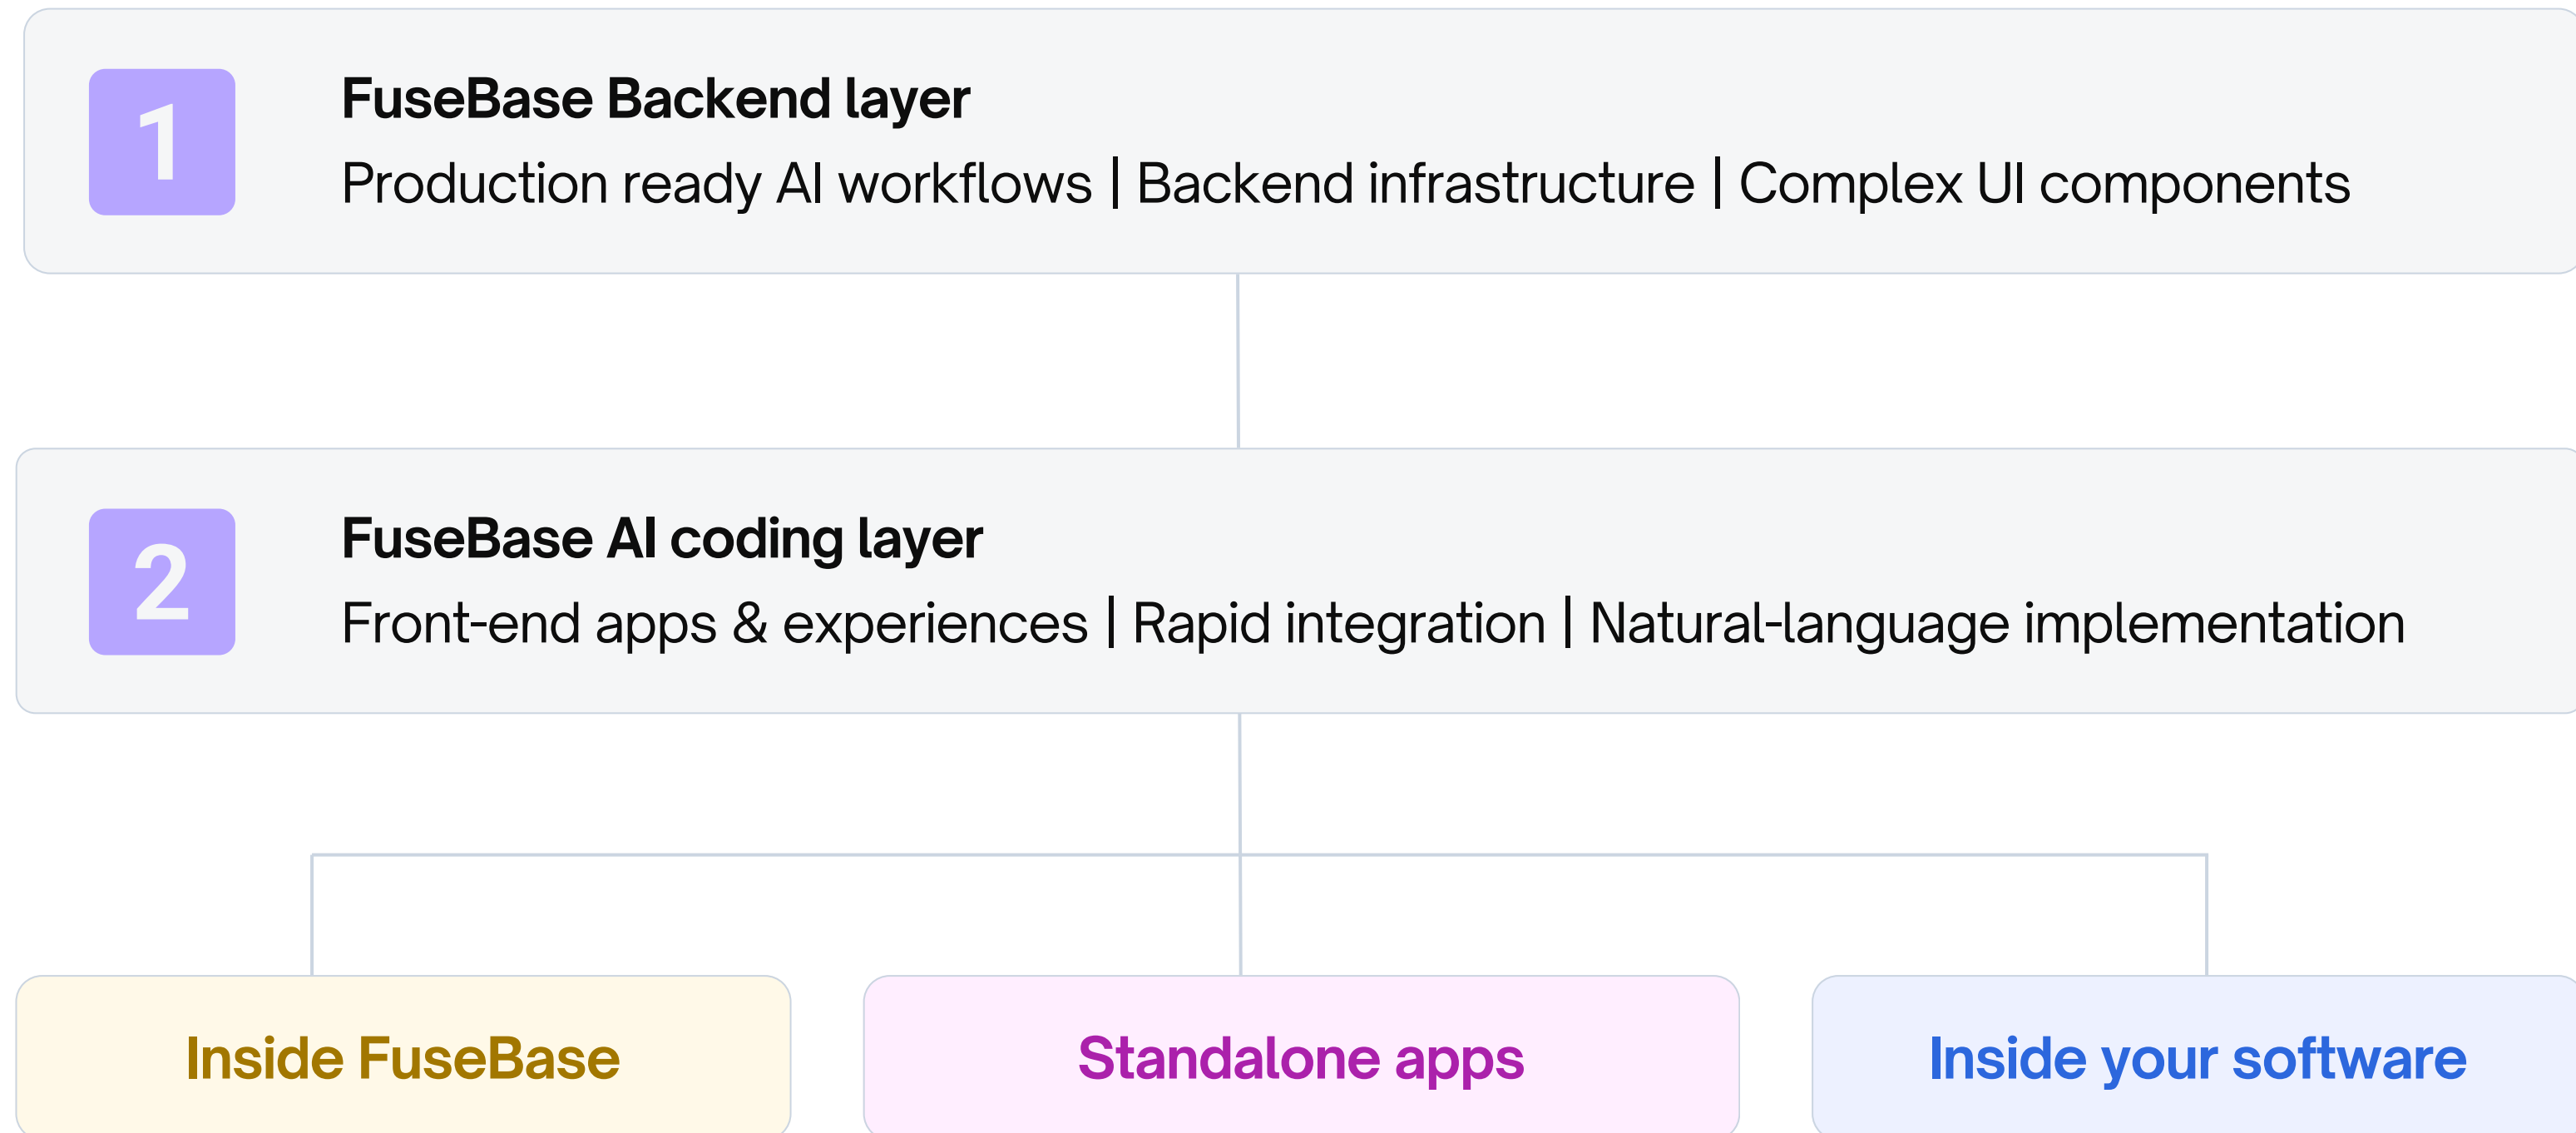 1
FuseBase Backend layer
Production ready AI workflows | Backend infrastructure | Complex UI components
2
FuseBase AI coding layer
Front-end apps & experiences | Rapid integration | Natural-language implementation
Inside FuseBase
Standalone apps
Inside your software